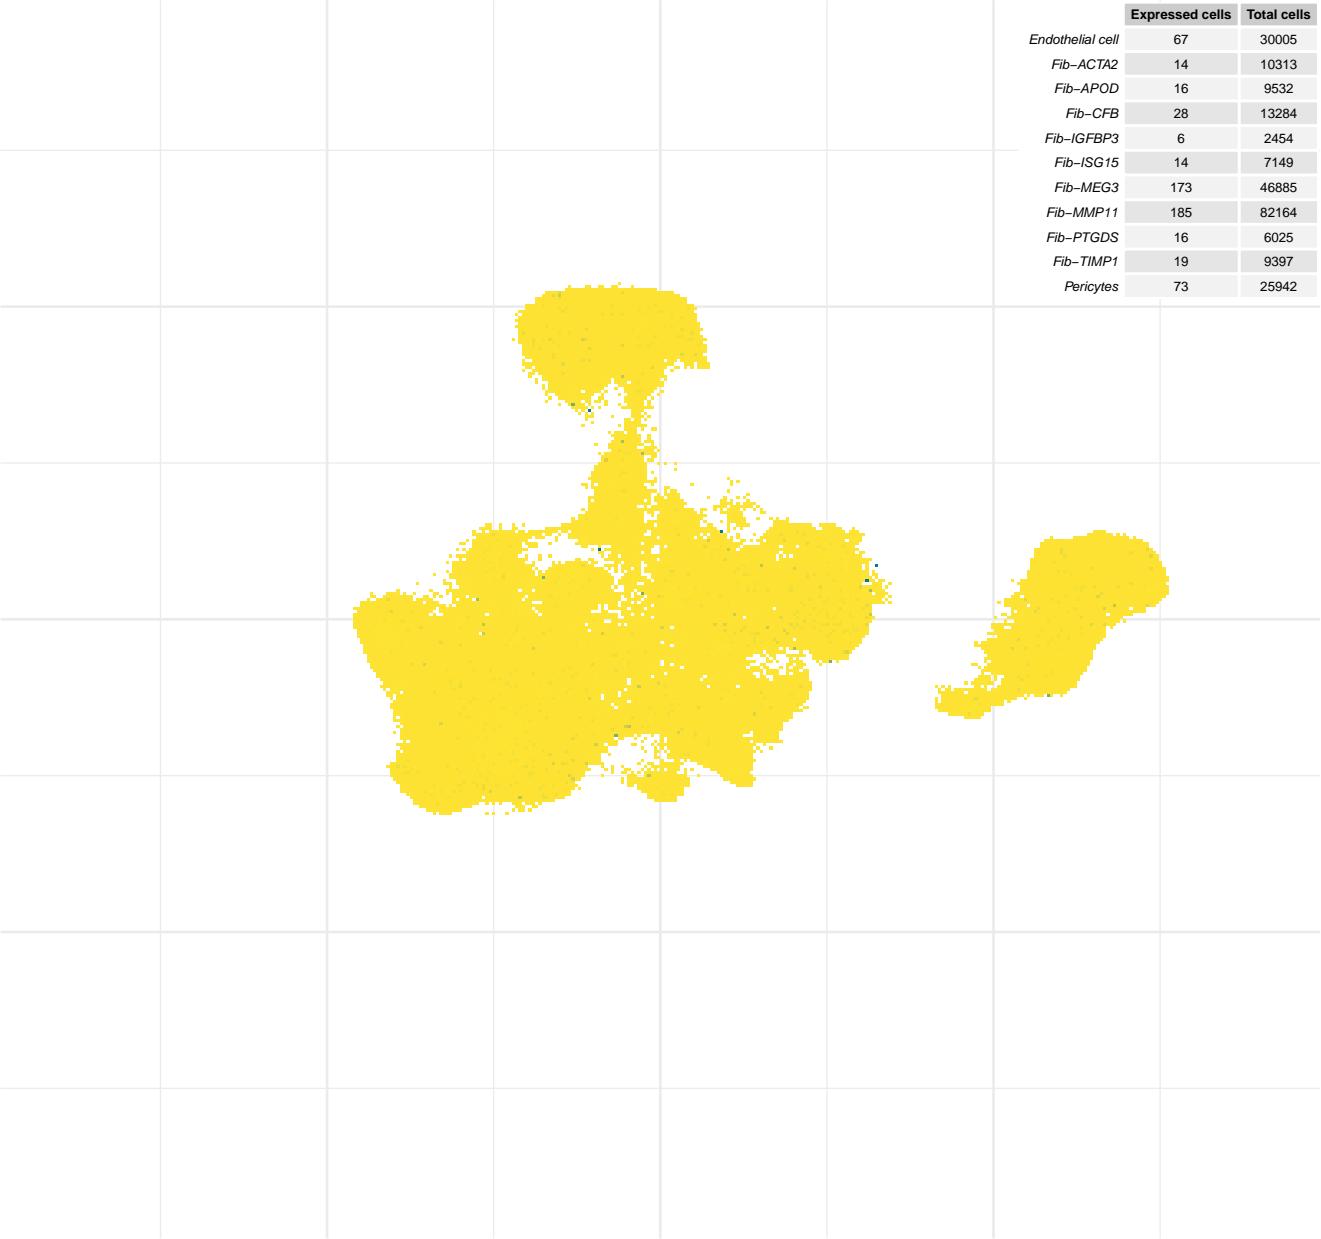 Expressed cells Total cells
Endothelial cell 67 30005
Fib−ACTA2 14 10313
Fib−APOD 16 9532
Fib−CFB 28 13284
Fib−IGFBP3 6 2454
Fib−ISG15 14 7149
Fib−MEG3 173 46885
Fib−MMP11 185 82164
Fib−PTGDS 16 6025
Fib−TIMP1 19 9397
Pericytes 73 25942